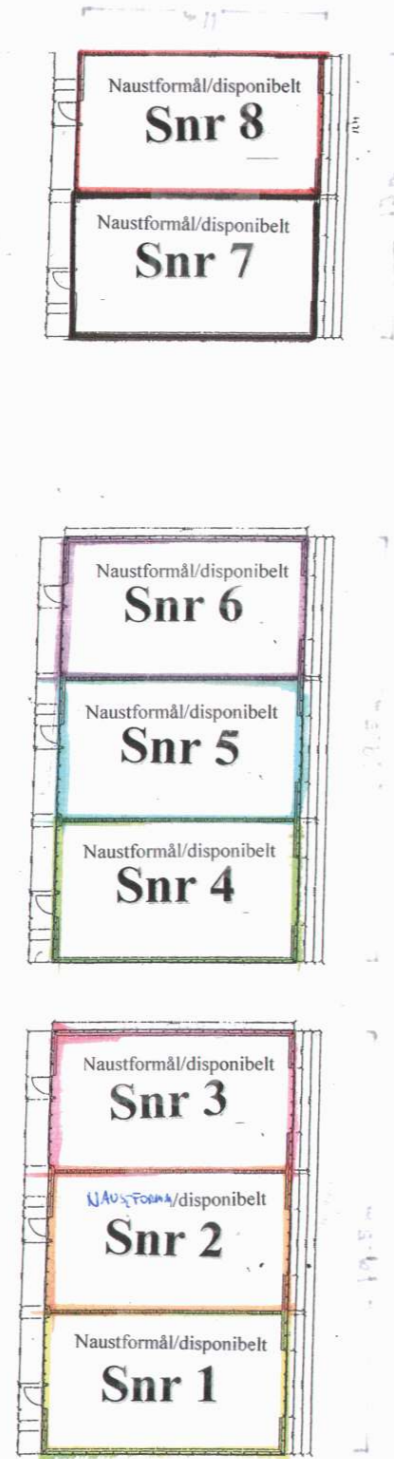 Naustformål/disponibelt
Snr 8
Naustformål/disponibelt
Snr 7
Naustformål/disponibelt
Snr 6
Naustformål/disponibelt
Snr 5
Naustformål/disponibelt
Snr 4
Naustformål/disponibelt
Snr 3
NAUSTFORMÅ/disponibelt
Snr 2
Naustformål/disponibelt
Snr 1